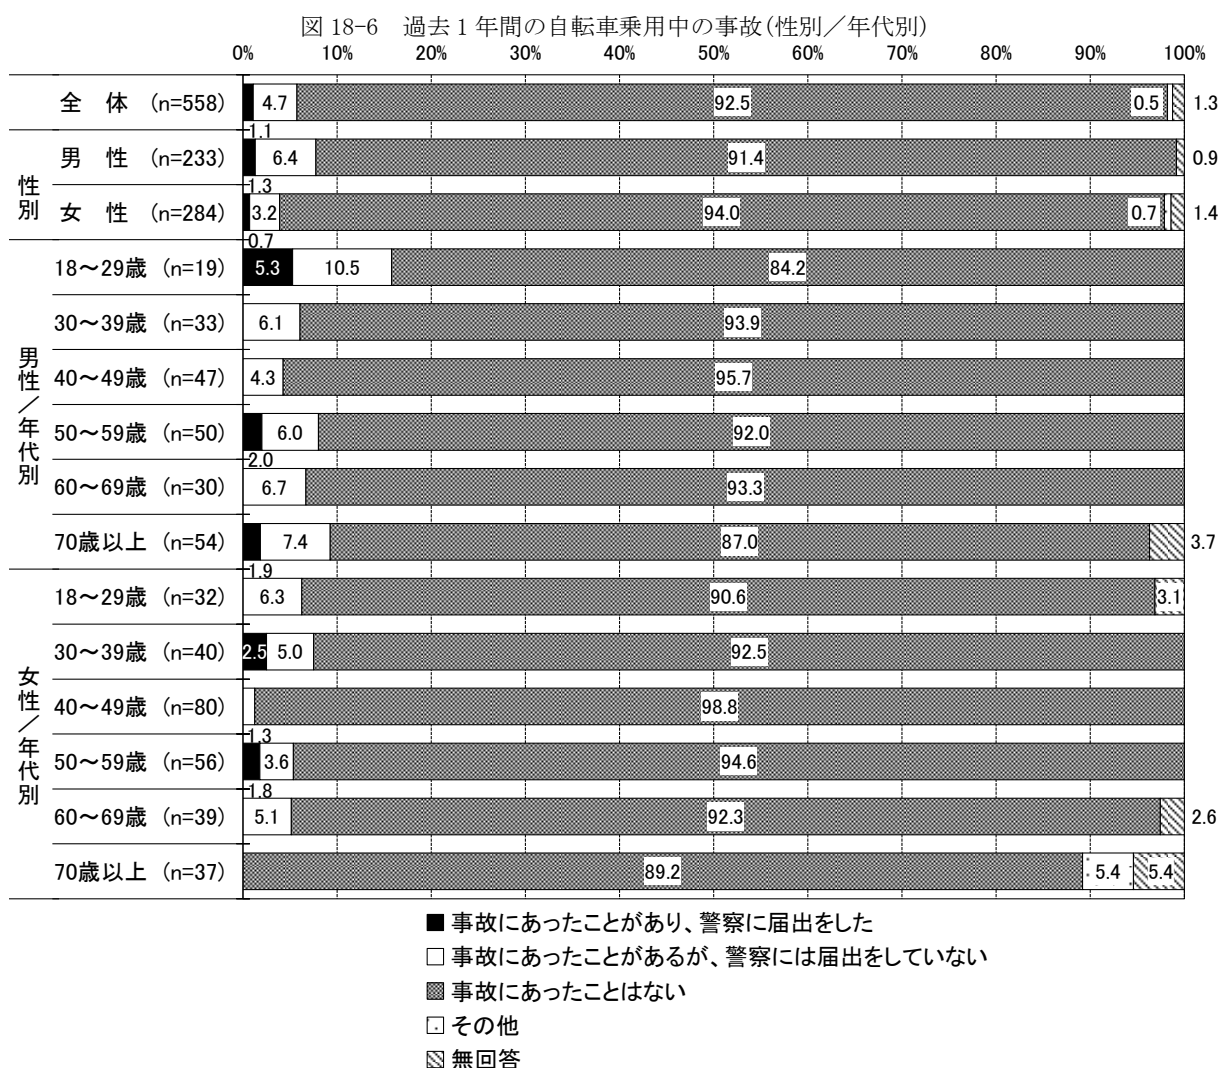 図 18-6 過去 1 年間の自転車乗用中の事故(性別／年代別)
0% 10% 20% 30% 40% 50% 60% 70% 80% 90% 100%
全 体 (n=558) 4.7 92.5 0.5 1.3
1.1
性別
男 性 (n=233) 6.4 91.4 0.9
1.3
女 性 (n=284) 3.2 94.0 0.7 1.4
0.7
男性／年代別
18～29歳 (n=19) 5.3 10.5 84.2
30～39歳 (n=33) 6.1 93.9
40～49歳 (n=47) 4.3 95.7
50～59歳 (n=50) 6.0 92.0
2.0
60～69歳 (n=30) 6.7 93.3
70歳以上 (n=54) 7.4 87.0 3.7
1.9
女性／年代別
18～29歳 (n=32) 6.3 90.6 3.1
30～39歳 (n=40) 2.5 5.0 92.5
40～49歳 (n=80) 98.8
1.3
50～59歳 (n=56) 3.6 94.6
1.8
60～69歳 (n=39) 5.1 92.3 2.6
70歳以上 (n=37) 89.2 5.4 5.4
事故にあったことがあり、警察に届出をした
事故にあったことがあるが、警察には届出をしていない
事故にあったことはない
その他
無回答